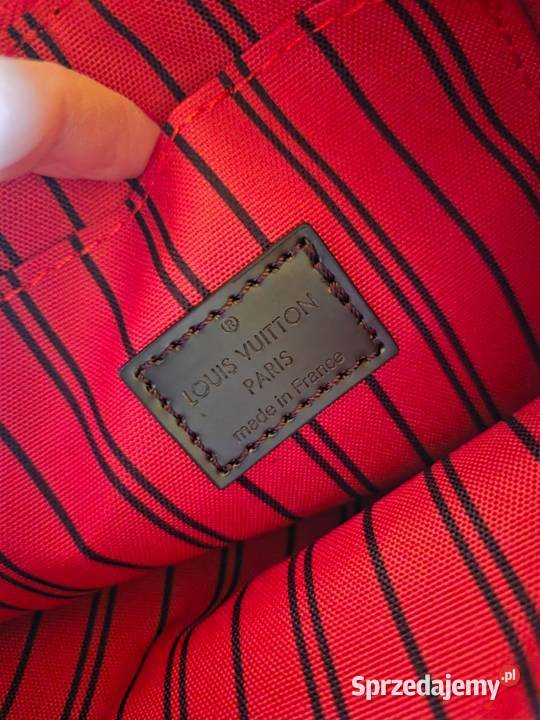 ®
LOUIS VUITTON
PARIS
made in France
Sprzedajemy.pl